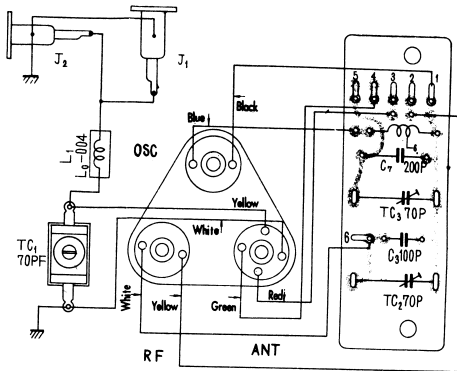 J2
J1
5
4
3
2
1
Black
Blue
OSC
L1
L0-004
6
C7
200P
Yellow
TC3 70P
White
TC1
70PF
6
C3 100P
White
Yellow
Green
Red
TC2 70P
RF
ANT